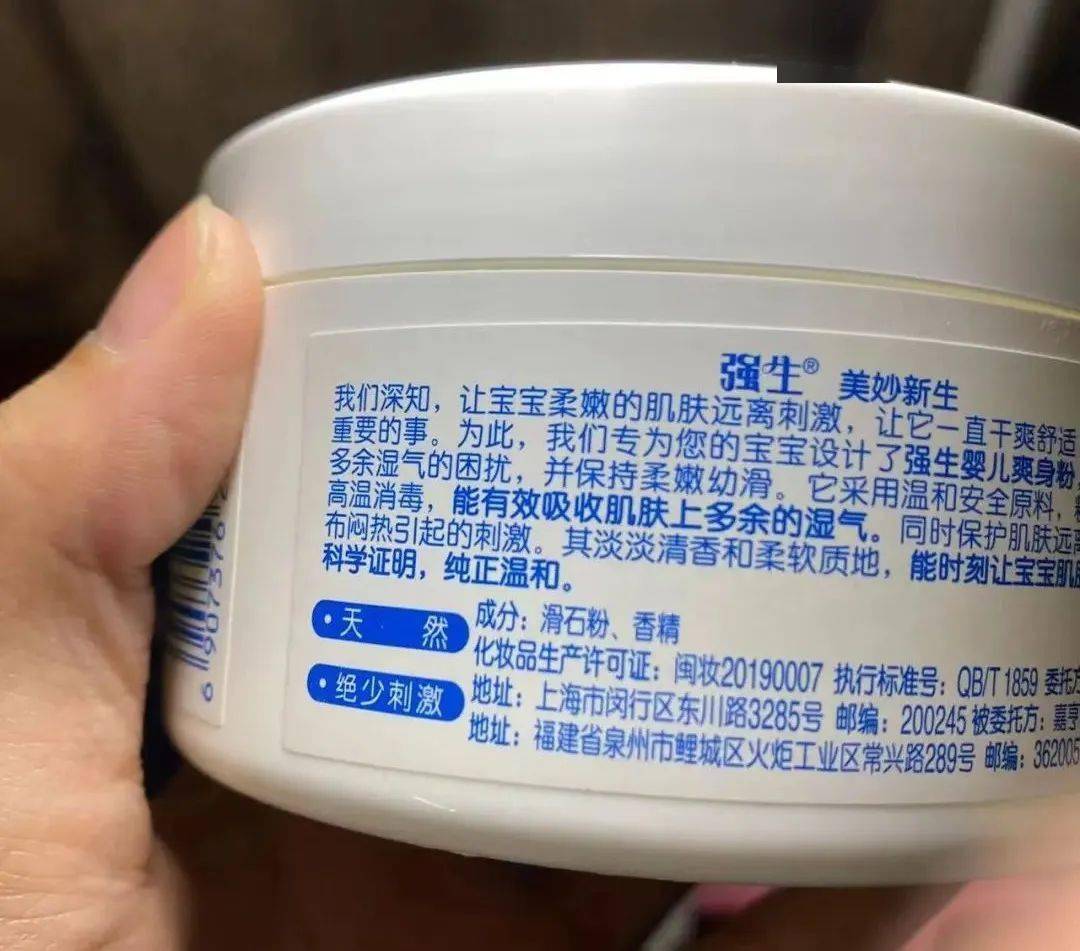 强生® 美妙新生
我们深知，让宝宝柔嫩的肌肤远离刺激，让它一直干爽舒适
重要的事。为此，我们专为您的宝宝设计了强生婴儿爽身粉
多余湿气的困扰，并保持柔嫩幼滑。它采用温和安全原料，
高温消毒，能有效吸收肌肤上多余的湿气。同时保护肌肤远离
布闷热引起的刺激。其淡淡清香和柔软质地，能时刻让宝宝肌
科学证明，纯正温和。
·天然 成分：滑石粉、香精
化妆品生产许可证：闽妆20190007 执行标准号：QB/T 1859 委托方
·绝少刺激 地址：上海市闵行区东川路3285号 邮编：200245 被委托方：嘉亨
地址：福建省泉州市鲤城区火炬工业区常兴路289号 邮编：362005
6 907376